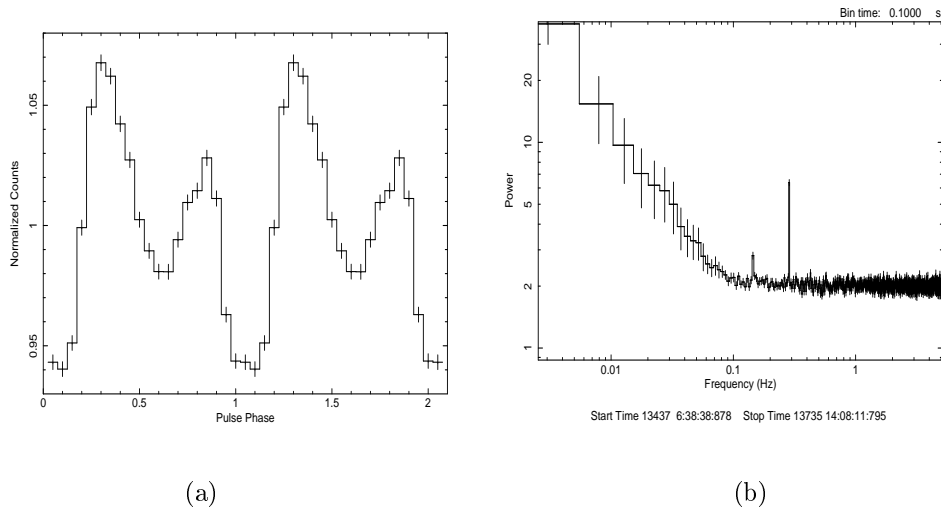 Normalized Counts
1.05
1
0.95
0 0.5 1 1.5 2
Pulse Phase
(a)
Bin time: 0.1000 s
Power
20
10
5
2
1
0.01 0.1 1
Frequency (Hz)
Start Time 13437 6:38:38:878 Stop Time 13735 14:08:11:795
(b)